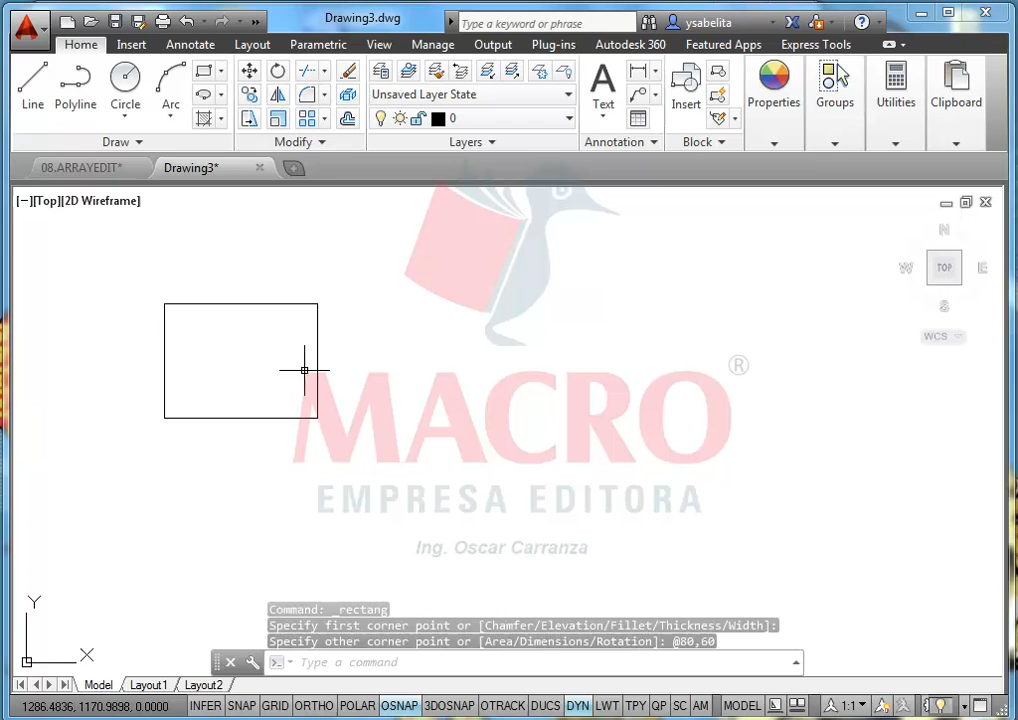 Drawing3.dwg
Type a keyword or phrase
ysabelita
Home Insert Annotate Layout Parametric View Manage Output Plug-ins Autodesk 360 Featured Apps Express Tools
Line Polyline Circle Arc
Unsaved Layer State
0
Text Insert Properties Groups Utilities Clipboard
Draw Modify Layers Annotation Block
08.ARRAYEDIT* Drawing3*
[−][Top][2D Wireframe]
N
W TOP E
S
WCS
MACRO®
EMPRESA EDITORA
Ing. Oscar Carranza
Y
X
Command: _rectang
Specify first corner point or [Chamfer/Elevation/Fillet/Thickness/Width]:
Specify other corner point or [Area/Dimensions/Rotation]: @80,60
Type a command
Model Layout1 Layout2
1286.4836, 1170.9898, 0.0000 INFER SNAP GRID ORTHO POLAR OSNAP 3DOSNAP OTRACK DUCS DYN LWT TPY QP SC AM MODEL 1:1